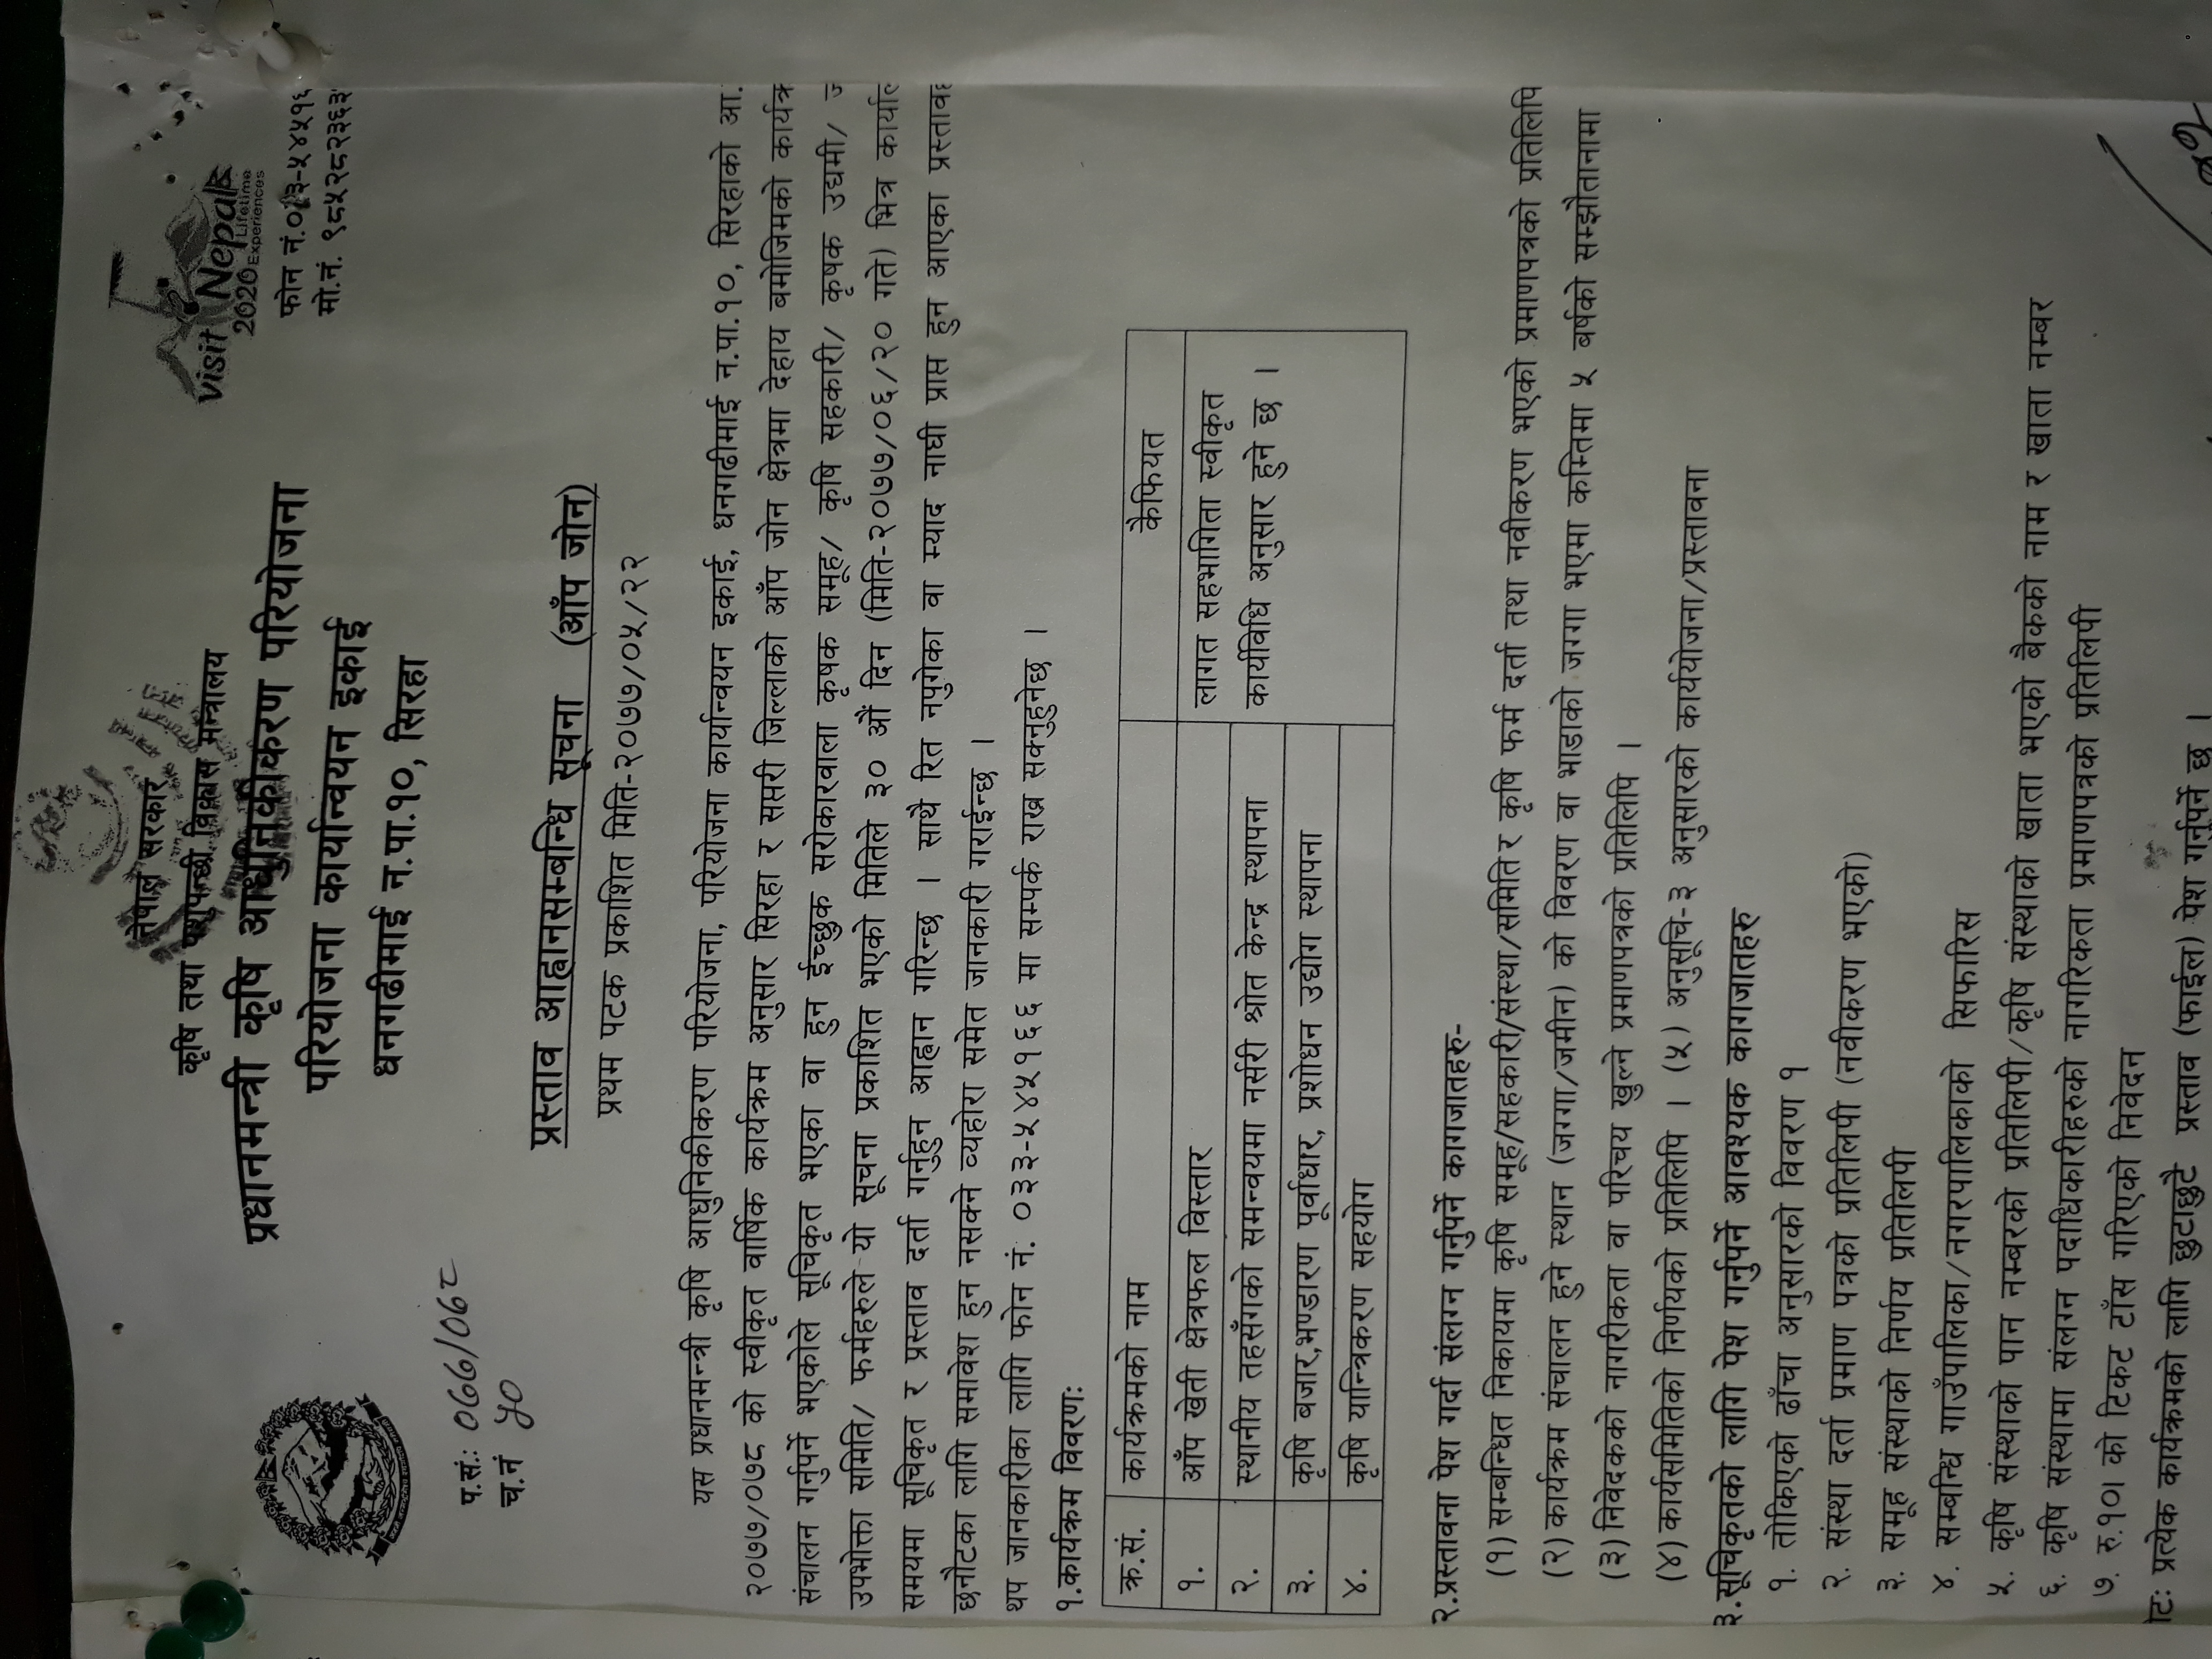 नेपाल सरकार
कृषि तथा पशुपन्छी विकास मन्त्रालय
प्रधानमन्त्री कृषि आधुनिकीकरण परियोजना
परियोजना कार्यान्वयन इकाई
धनगढीमाई न.पा.१०, सिरहा
visit Nepal
2020 Lifetime Experiences
फोन नं.०३३-५४५१६
मो.नं. ९८५२८२३६३
प.सं.: ०७७/०७८
च.नं ५०
प्रस्ताव आह्वानसम्बन्धि सूचना (आँप जोन)
प्रथम पटक प्रकाशित मिति-२०७७/०५/२२
यस प्रधानमन्त्री कृषि आधुनिकीकरण परियोजना, परियोजना कार्यान्वयन इकाई, धनगढीमाई न.पा.१०, सिरहाको आ.
२०७७/०७८ को स्वीकृत वार्षिक कार्यक्रम अनुसार सिरहा र सप्तरी जिल्लाको आँप जोन क्षेत्रमा देहाय बमोजिमको कार्यक्र
संचालन गर्नुपर्ने भएकोले सूचिकृत भएका वा हुन ईच्छुक सरोकारवाला कृषक समूह/ कृषि सहकारी/ कृषक उद्यमी/ ज
उपभोक्ता समिति/ फर्महरुले यो सूचना प्रकाशित भएको मितिले ३० औं दिन (मिति-२०७७/०६/२० गते) भित्र कार्याल
समयमा सूचिकृत र प्रस्ताव दर्ता गर्नुहुन आह्वान गरिन्छ । साथै रित नपुगेका वा म्याद नाघी प्राप्त हुन आएका प्रस्तावह
छनौटका लागि समावेश हुन नसक्ने व्यहोरा समेत जानकारी गराईन्छ ।
थप जानकारीका लागि फोन नं. ०३३-५४५१६६ मा सम्पर्क राख्न सक्नुहुनेछ ।
१.कार्यक्रम विवरण:
क्र.सं. कार्यक्रमको नाम कैफियत
१. आँप खेती क्षेत्रफल विस्तार लागत सहभागिता स्वीकृत
२. स्थानीय तहसँगको समन्वयमा नर्सरी श्रोत केन्द्र स्थापना कार्यविधि अनुसार हुने छ ।
३. कृषि बजार,भण्डारण पूर्वाधार, प्रशोधन उद्योग स्थापना
४. कृषि यान्त्रिकरण सहयोग
२.प्रस्तावना पेश गर्दा संलग्न गर्नुपर्ने कागजातहरु-
(१) सम्बन्धित निकायमा कृषि समूह/सहकारी/संस्था/समिति र कृषि फर्म दर्ता तथा नवीकरण भएको प्रमाणपत्रको प्रतिलिपि
(२) कार्यक्रम संचालन हुने स्थान (जग्गा/जमीन) को विवरण वा भाडाको जग्गा भएमा कम्तिमा ५ बर्षको सम्झौतानामा
(३) निवेदकको नागरीकता वा परिचय खुल्ने प्रमाणपत्रको प्रतिलिपि ।
(४) कार्यसमितिको निर्णयको प्रतिलिपि । (५) अनुसूचि-३ अनुसारको कार्ययोजना/प्रस्तावना
३.सूचिकृतको लागि पेश गर्नुपर्ने आवश्यक कागजातहरु
१. तोकिएको ढाँचा अनुसारको विवरण १
२. संस्था दर्ता प्रमाण पत्रको प्रतिलिपी (नवीकरण भएको)
३. समूह संस्थाको निर्णय प्रतिलिपी
४. सम्बन्धि गाउँपालिका/नगरपालिकाको सिफारिस
५. कृषि संस्थाको पान नम्बरको प्रतिलिपी/कृषि संस्थाको खाता भएको बैंकको नाम र खाता नम्बर
६. कृषि संस्थामा संलग्न पदाधिकारीहरुको नागरिकता प्रमाणपत्रको प्रतिलिपी
७. रु.१०। को टिकट टाँस गरिएको निवेदन
टः प्रत्येक कार्यक्रमको लागि छुटाछुटै प्रस्ताव (फाईल) पेश गर्नुपर्ने छ ।